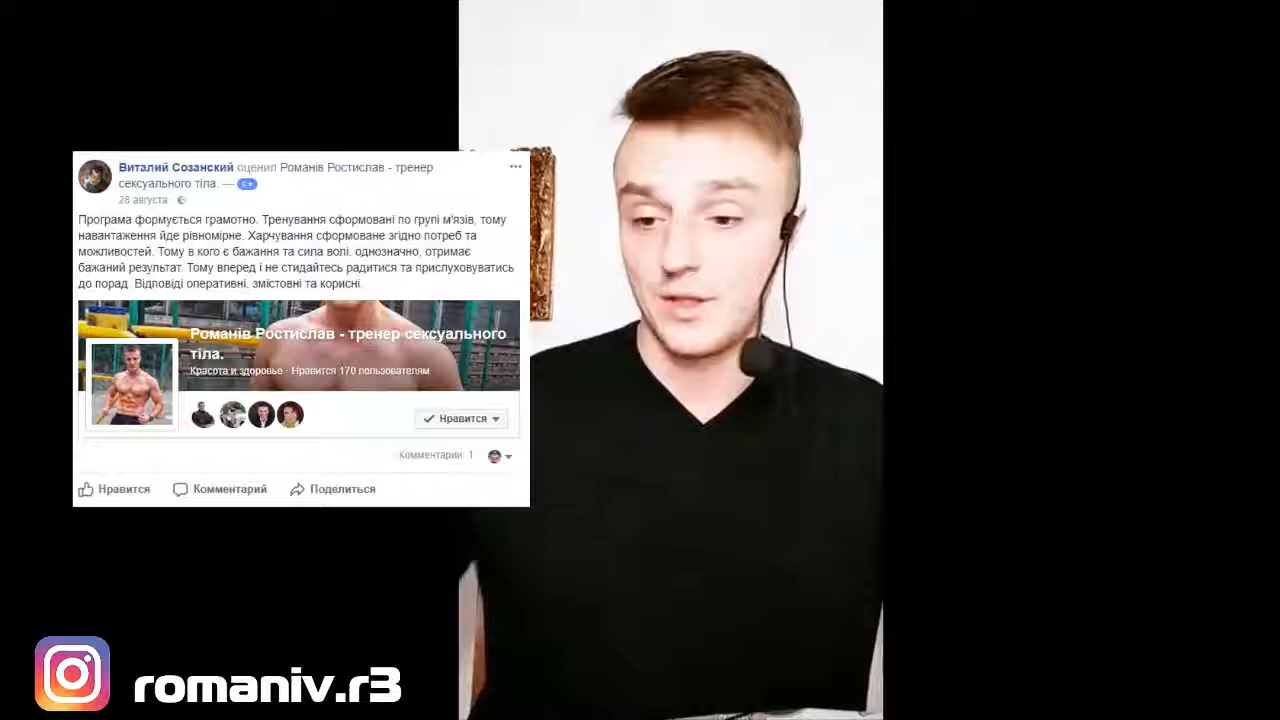 Виталий Созанский оценил Романів Ростислав - тренер
сексуального тіла. — 5★
28 августа
Програма формується грамотно. Тренування сформовані по групі м'язів, тому
навантаження йде рівномірне. Харчування сформоване згідно потреб та
можливостей. Тому в кого є бажання та сила волі. однозначно, отримає
бажаний результат. Тому вперед і не стидайтесь радитися та прислуховуватись
до порад. Відповіді оперативні, змістовні та корисні.
Романів Ростислав - тренер сексуального
тіла.
Красота и здоровье · Нравится 170 пользователям
Нравится
Комментарии: 1
Нравится Комментарий Поделиться
romaniv.r3